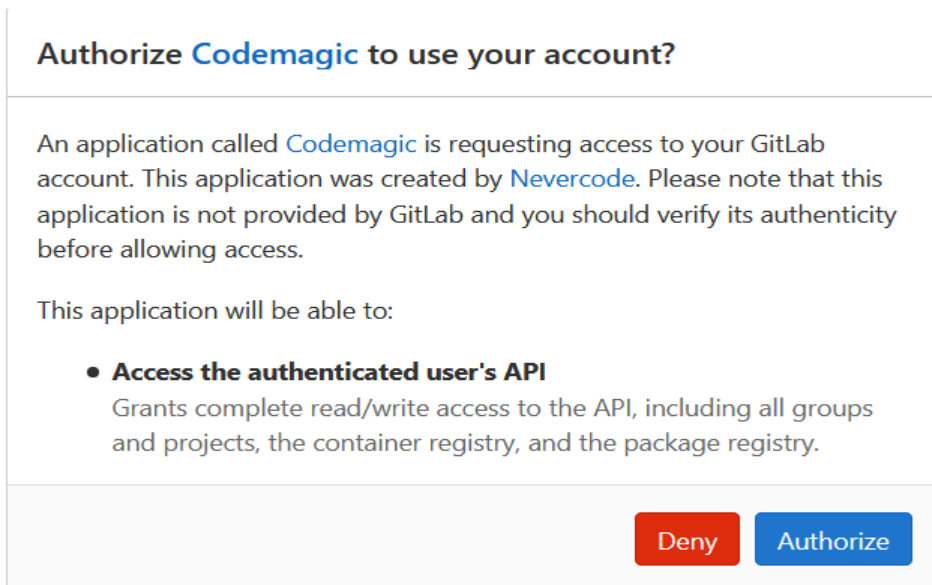 Authorize Codemagic to use your account?
An application called Codemagic is requesting access to your GitLab
account. This application was created by Nevercode. Please note that this
application is not provided by GitLab and you should verify its authenticity
before allowing access.
This application will be able to:
• Access the authenticated user's API
Grants complete read/write access to the API, including all groups
and projects, the container registry, and the package registry.
Deny Authorize